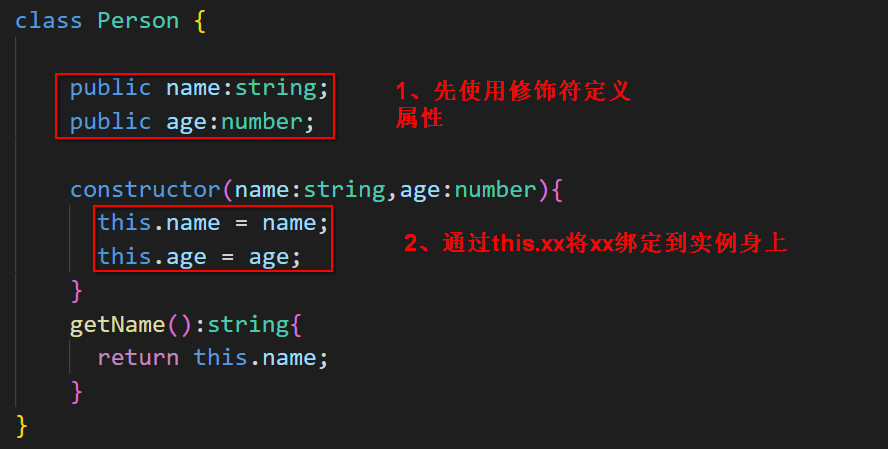 class Person {
public name:string;
1、先使用修饰符定义
public age:number;
属性
constructor(name:string,age:number){
this.name = name;
2、通过this.xx将xx绑定到实例身上
this.age = age;
}
getName():string{
return this.name;
}
}